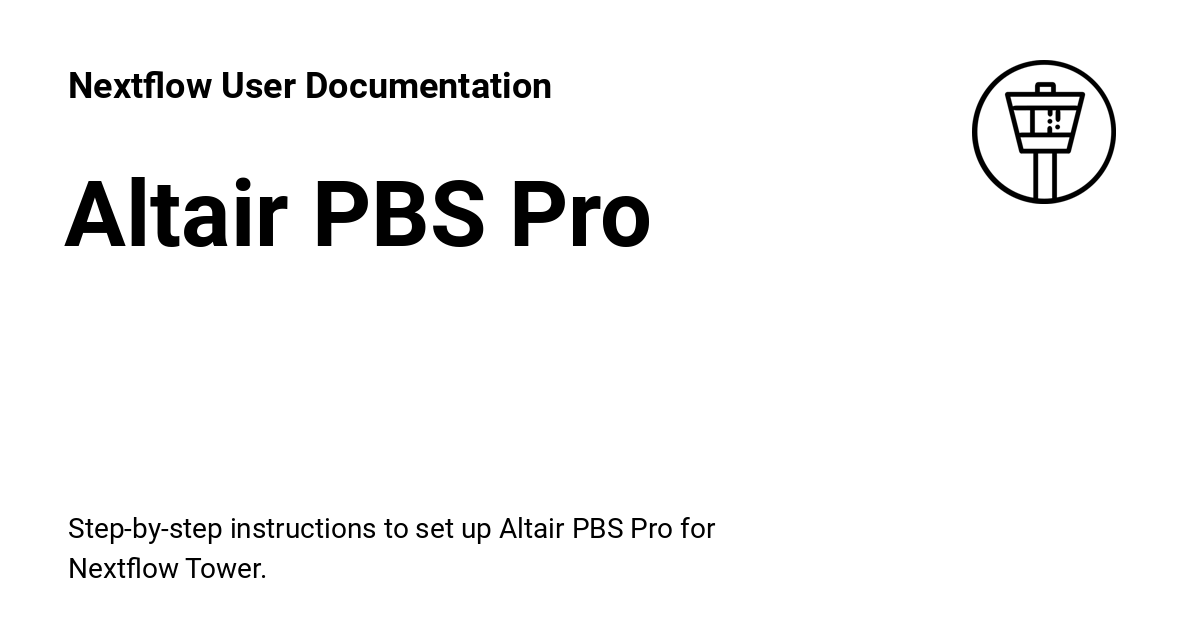 Nextflow User Documentation
Altair PBS Pro
Step-by-step instructions to set up Altair PBS Pro for
Nextflow Tower.